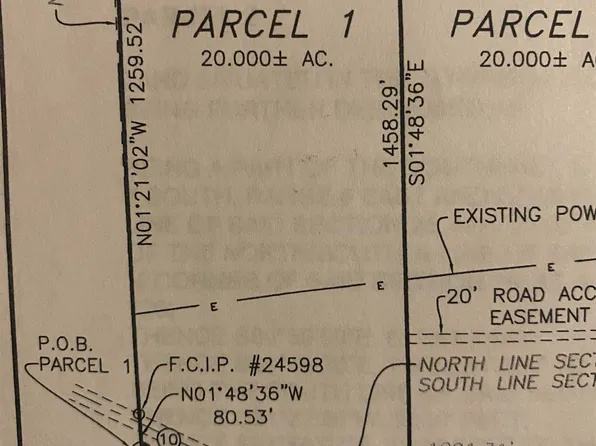 PARCEL 1
20.000± AC.
PARCEL
20.000± A
N01°21'02"W 1259.52'
1458.29'
S01°48'36"E
EXISTING POW
E
E
E
20' ROAD ACC
EASEMENT
P.O.B.
PARCEL 1
F.C.I.P. #24598
N01°48'36"W
80.53'
NORTH LINE SECT
SOUTH LINE SECT
(10)